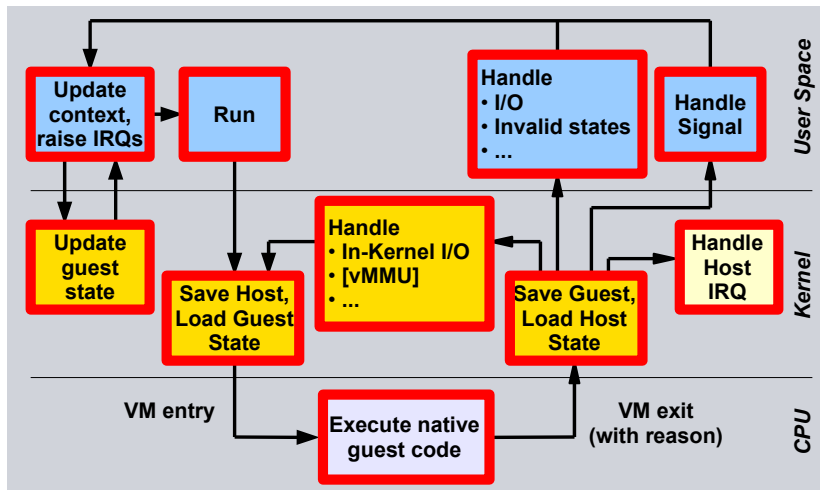 Update
context,
raise IRQs
Run
Handle
• I/O
• Invalid states
• ...
Handle
Signal
User Space
Update
guest
state
Save Host,
Load Guest
State
Handle
• In-Kernel I/O
• [vMMU]
• ...
Save Guest,
Load Host
State
Handle
Host
IRQ
Kernel
VM entry
Execute native
guest code
VM exit
(with reason)
CPU